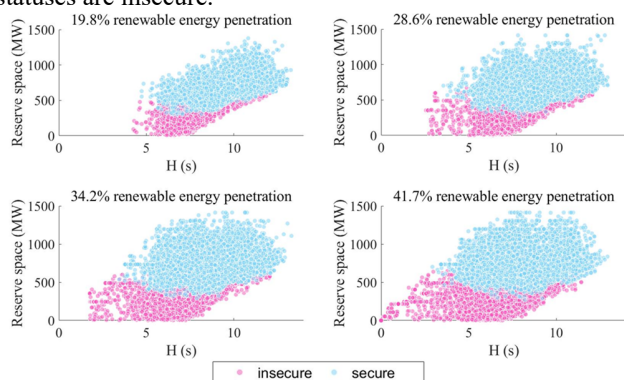 statuses are insecure.
19.8% renewable energy penetration
28.6% renewable energy penetration
Reserve space (MW)
1500
1000
500
0
0 5 10
H (s)
Reserve space (MW)
1500
1000
500
0
0 5 10
H (s)
34.2% renewable energy penetration
41.7% renewable energy penetration
Reserve space (MW)
1500
1000
500
0
0 5 10
H (s)
Reserve space (MW)
1500
1000
500
0
0 5 10
H (s)
insecure secure